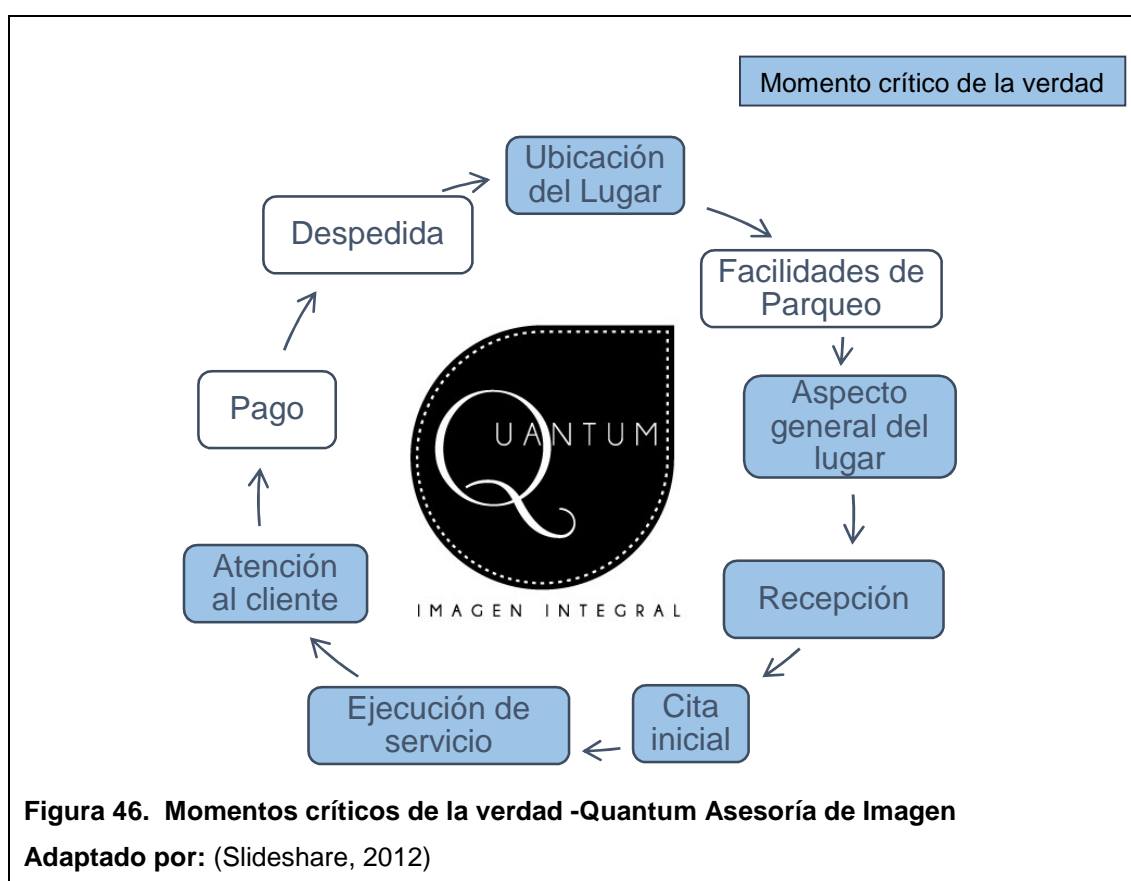 Momento crítico de la verdad
Ubicación
del Lugar
Facilidades de
Parqueo
Aspecto
general del
lugar
Recepción
Cita
inicial
Ejecución de
servicio
Atención
al cliente
Pago
Despedida
QUANTUM
IMAGEN INTEGRAL
Figura 46.  Momentos críticos de la verdad -Quantum Asesoría de Imagen
Adaptado por: (Slideshare, 2012)